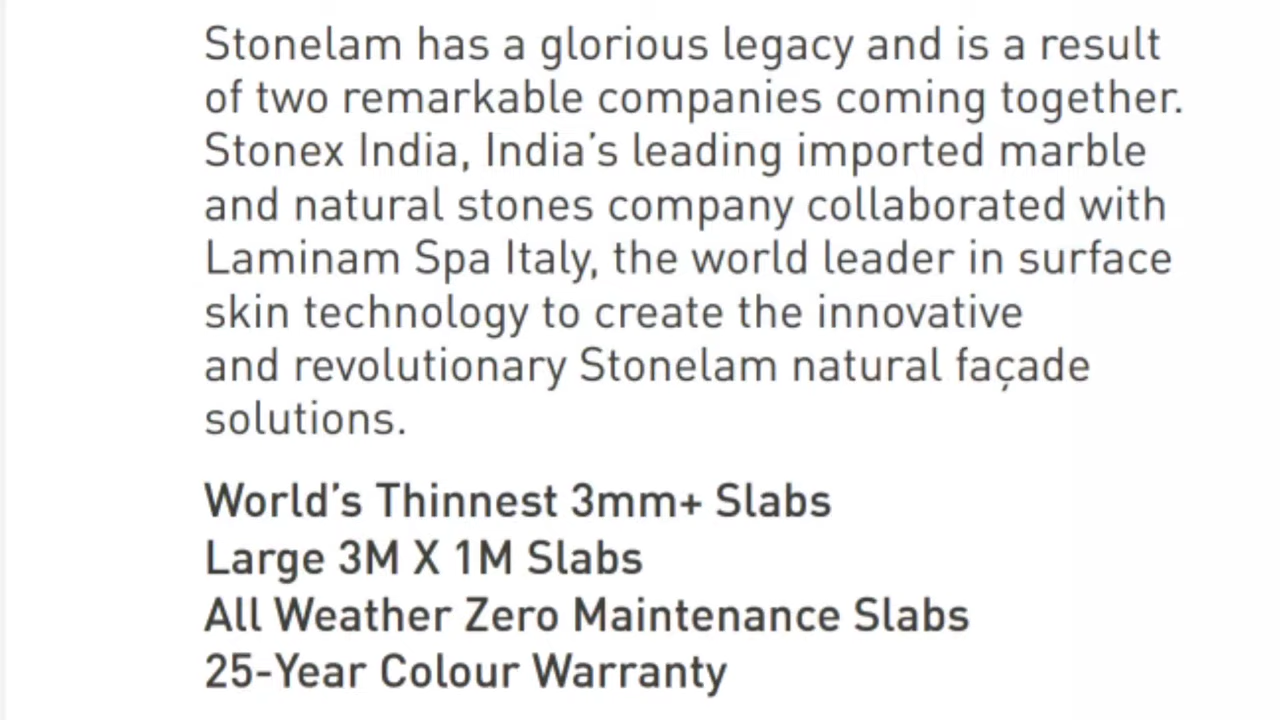 Stonelam has a glorious legacy and is a result
of two remarkable companies coming together.
Stonex India, India's leading imported marble
and natural stones company collaborated with
Laminam Spa Italy, the world leader in surface
skin technology to create the innovative
and revolutionary Stonelam natural façade
solutions.
World's Thinnest 3mm+ Slabs
Large 3M X 1M Slabs
All Weather Zero Maintenance Slabs
25-Year Colour Warranty